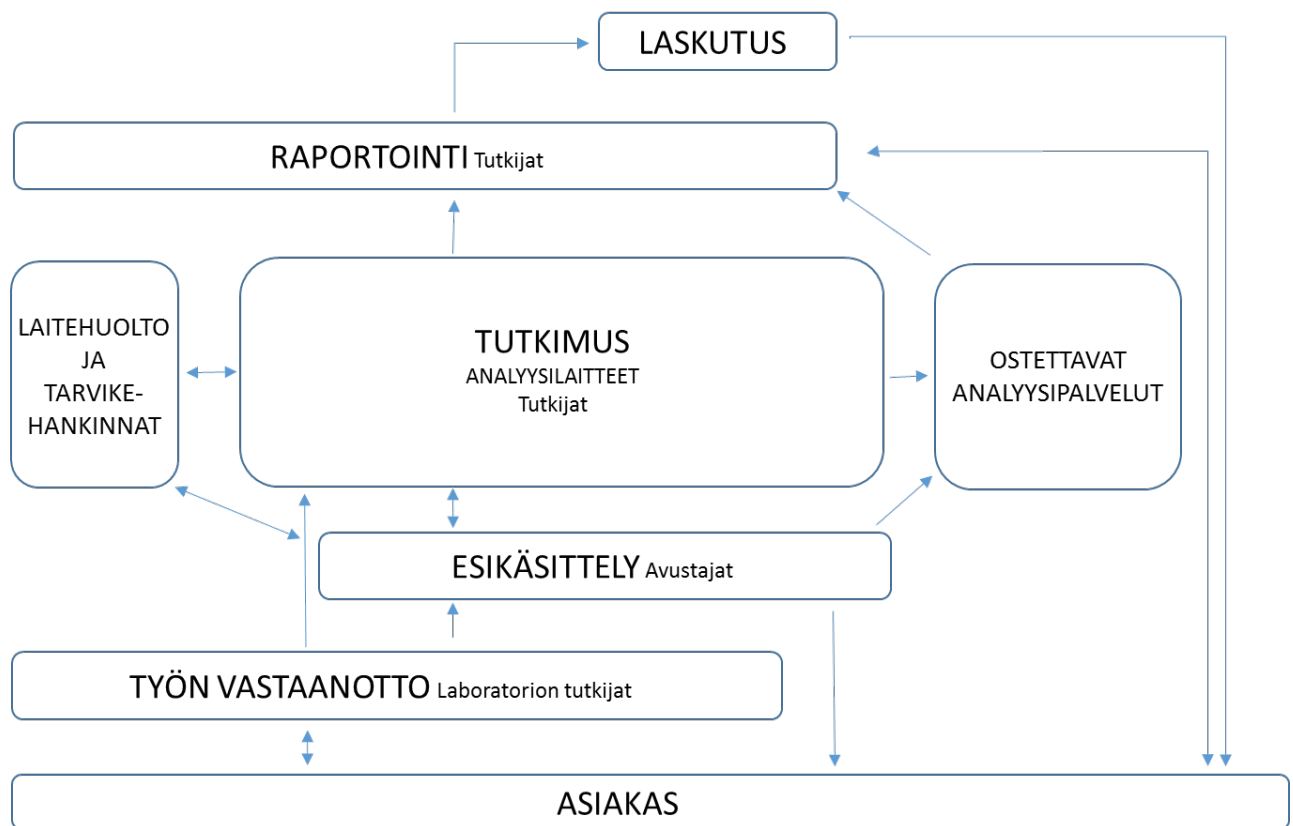 LASKUTUS
RAPORTOINTI Tutkijat
LAITEHUOLTO
JA
TARVIKE-
HANKINNAT
TUTKIMUS
ANALYYSILAITTEET
Tutkijat
OSTETTAVAT
ANALYYSIPALVELUT
ESIKÄSITTELY Avustajat
TYÖN VASTAANOTTO Laboratorion tutkijat
ASIAKAS